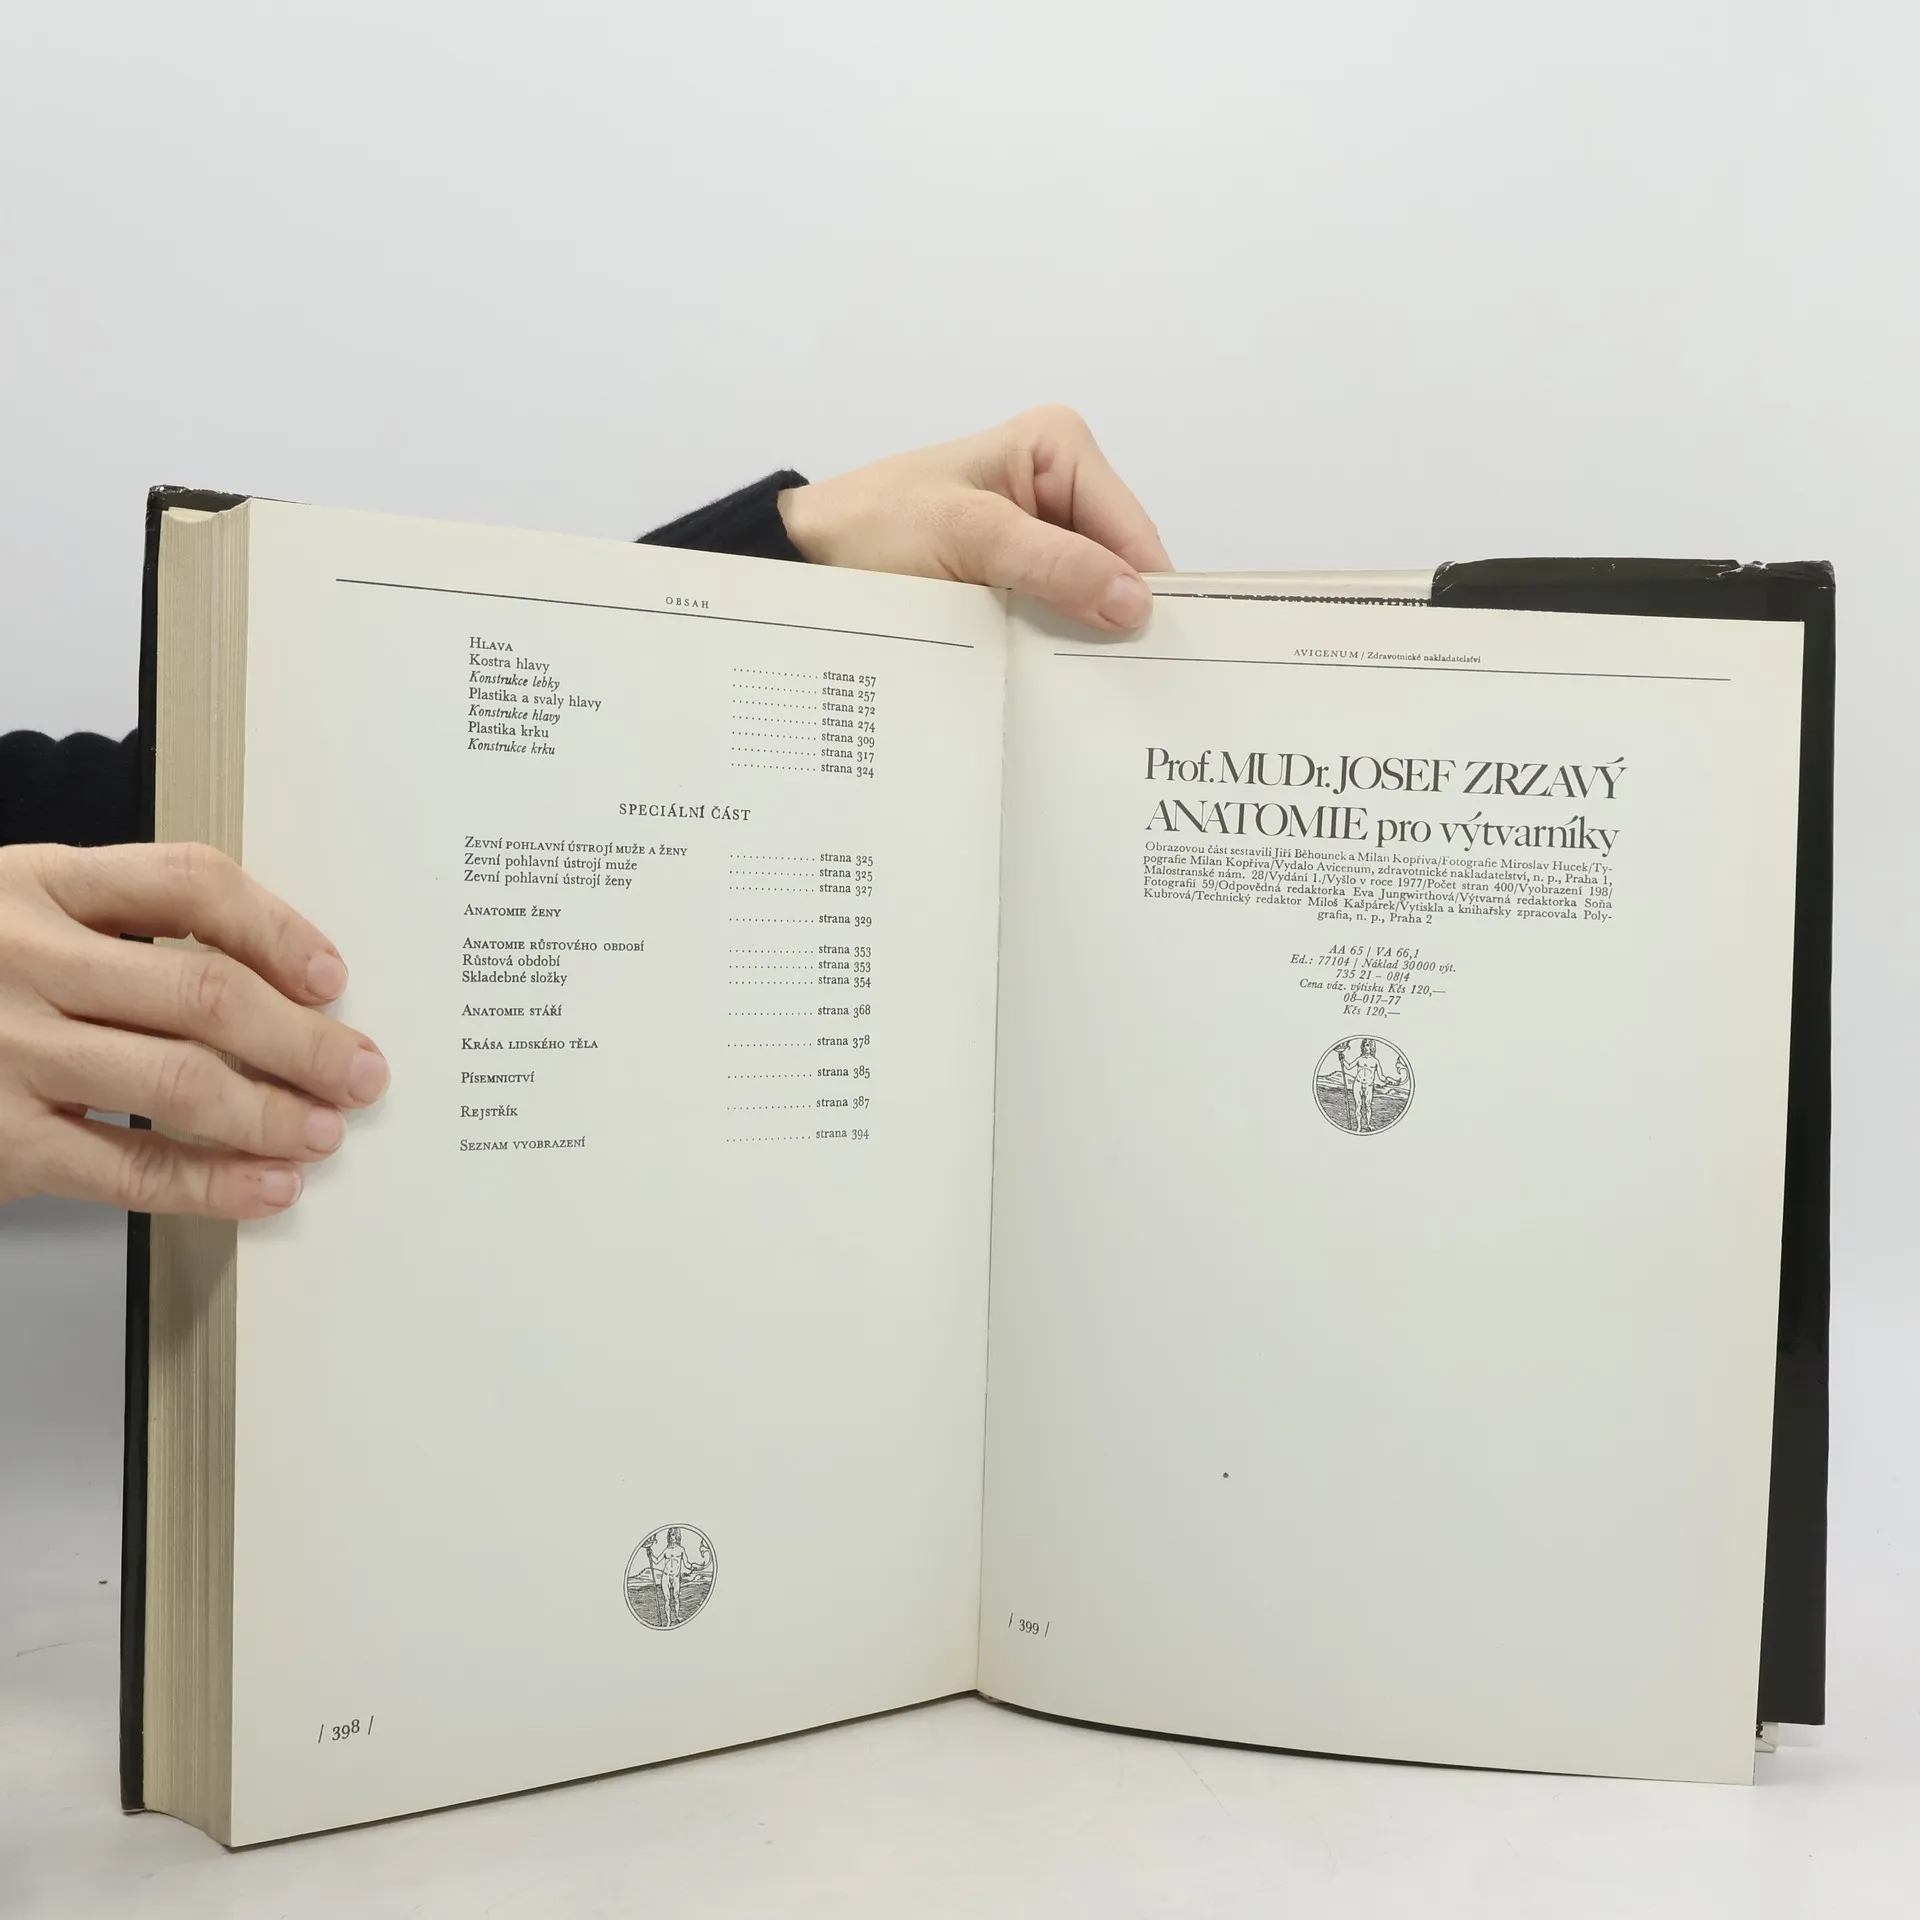 OBSAH
HLAVA ............ strana 257
Kostra hlavy ............ strana 257
Konstrukce lebky ............ strana 272
Plastika a svaly hlavy ............ strana 274
Konstrukce hlavy ............ strana 309
Plastika krku ............ strana 317
Konstrukce krku ............ strana 324
SPECIÁLNÍ ČÁST
ZEVNÍ POHLAVNÍ ÚSTROJÍ MUŽE A ŽENY ............ strana 325
Zevní pohlavní ústrojí muže ............ strana 325
Zevní pohlavní ústrojí ženy ............ strana 327
ANATOMIE ŽENY ............ strana 329
ANATOMIE RŮSTOVÉHO OBDOBÍ ............ strana 353
Růstová období ............ strana 353
Skladebné složky ............ strana 354
ANATOMIE STÁŘÍ ............ strana 368
KRÁSA LIDSKÉHO TĚLA ............ strana 378
PÍSEMNICTVÍ ............ strana 385
REJSTŘÍK ............ strana 387
SEZNAM VYOBRAZENÍ ............ strana 394
/ 398 /
AVICENUM / Zdravotnické nakladatelství
Prof. MUDr. JOSEF ZRZAVÝ
ANATOMIE pro výtvarníky
Obrazovou část sestavili Jiří Běhounek a Milan Kopřiva/Fotografie Miroslav Hucek/Ty-
pografie Milan Kopřiva/Vydalo Avicenum, zdravotnické nakladatelství, n. p., Praha 1,
Malostranské nám. 28/Vydání 1./Vyšlo v roce 1977/Počet stran 400/Vyobrazení 198/
Fotografií 59/Odpovědná redaktorka Eva Jungwirthová/Výtvarná redaktorka Soňa
Kubrová/Technický redaktor Miloš Kašpárek/Vytiskla a knihařsky zpracovala Poly-
grafia, n. p., Praha 2
AA 65 / VA 66,1
Ed.: 77104 / Náklad 30 000 výt.
735 21 – 08/4
Cena váz. výtisku Kčs 120,—
08–017–77
Kčs 120,—
/ 399 /